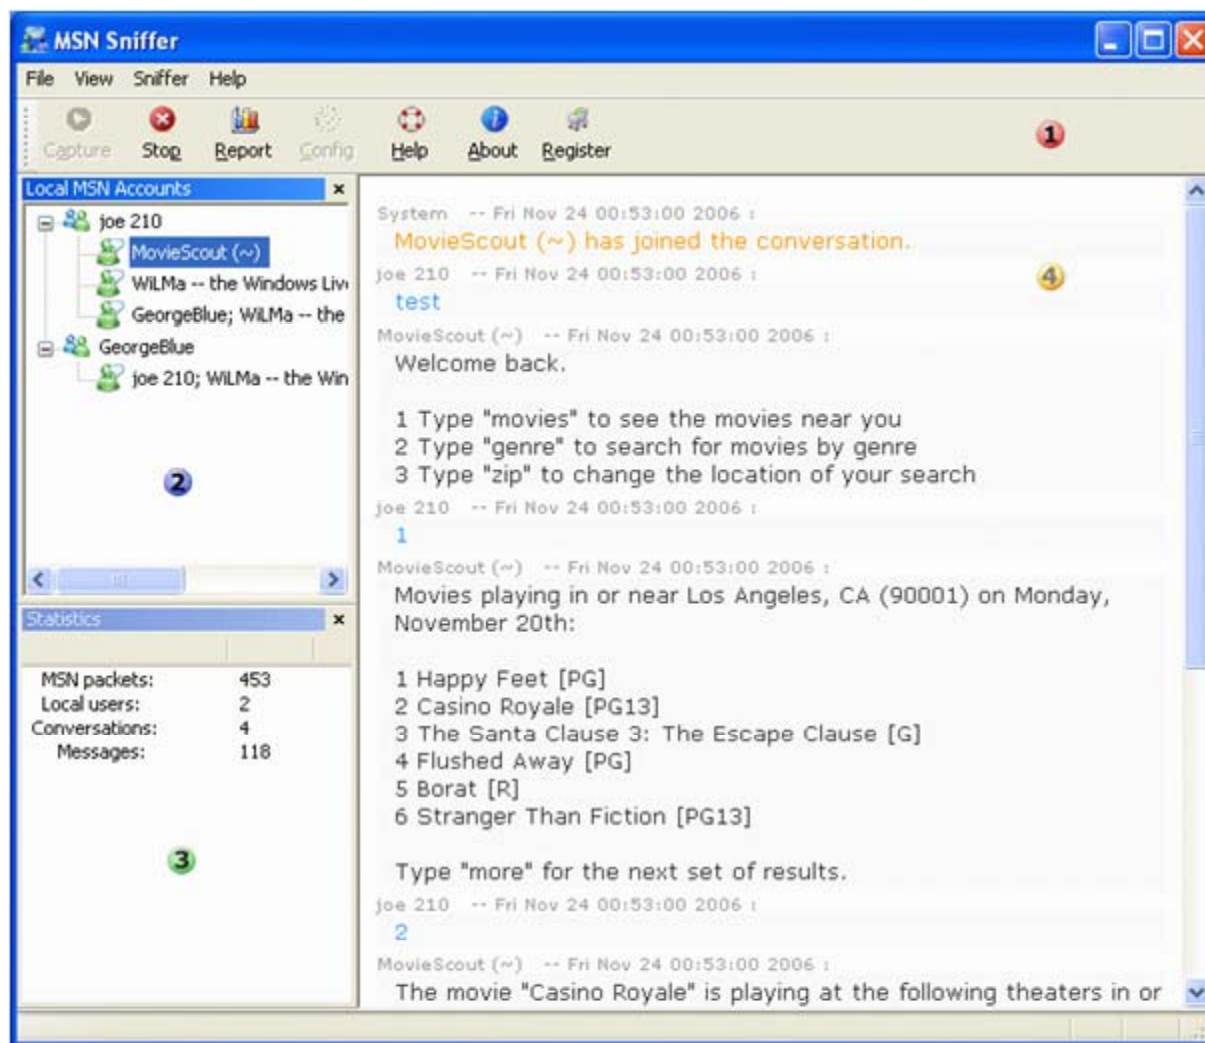 MSN Sniffer
File View Sniffer Help
Capture Stop Report Config Help About Register
1
Local MSN Accounts
joe 210
MovieScout (~)
WiLMa -- the Windows Liv
GeorgeBlue; WiLMa -- the
GeorgeBlue
joe 210; WiLMa -- the Win
2
Statistics
MSN packets: 453
Local users: 2
Conversations: 4
Messages: 118
3
System -- Fri Nov 24 00:53:00 2006 :
MovieScout (~) has joined the conversation.
4
joe 210 -- Fri Nov 24 00:53:00 2006 :
test
MovieScout (~) -- Fri Nov 24 00:53:00 2006 :
Welcome back.
1 Type "movies" to see the movies near you
2 Type "genre" to search for movies by genre
3 Type "zip" to change the location of your search
joe 210 -- Fri Nov 24 00:53:00 2006 :
1
MovieScout (~) -- Fri Nov 24 00:53:00 2006 :
Movies playing in or near Los Angeles, CA (90001) on Monday,
November 20th:
1 Happy Feet [PG]
2 Casino Royale [PG13]
3 The Santa Clause 3: The Escape Clause [G]
4 Flushed Away [PG]
5 Borat [R]
6 Stranger Than Fiction [PG13]
Type "more" for the next set of results.
joe 210 -- Fri Nov 24 00:53:00 2006 :
2
MovieScout (~) -- Fri Nov 24 00:53:00 2006 :
The movie "Casino Royale" is playing at the following theaters in or